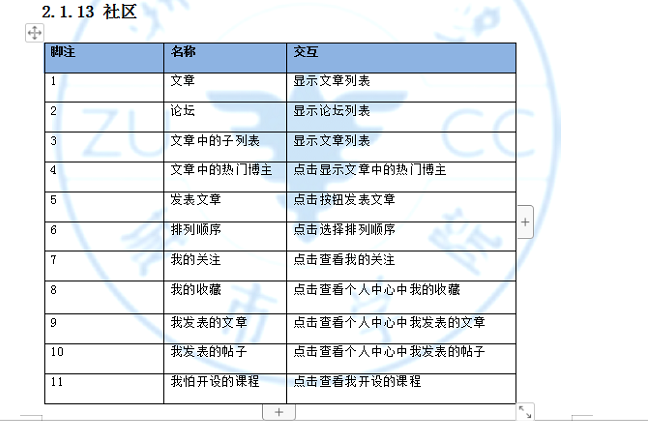 2.1.13 社区
脚注 名称 交互
1 文章 显示文章列表
2 论坛 显示论坛列表
3 文章中的子列表 显示文章列表
4 文章中的热门博主 点击显示文章中的热门博主
5 发表文章 点击按钮发表文章
6 排列顺序 点击选择排列顺序
7 我的关注 点击查看我的关注
8 我的收藏 点击查看个人中心中我的收藏
9 我发表的文章 点击查看个人中心中我发表的文章
10 我发表的帖子 点击查看个人中心中我发表的帖子
11 我怕开设的课程 点击查看我开设的课程
ZU CC
市 学 院